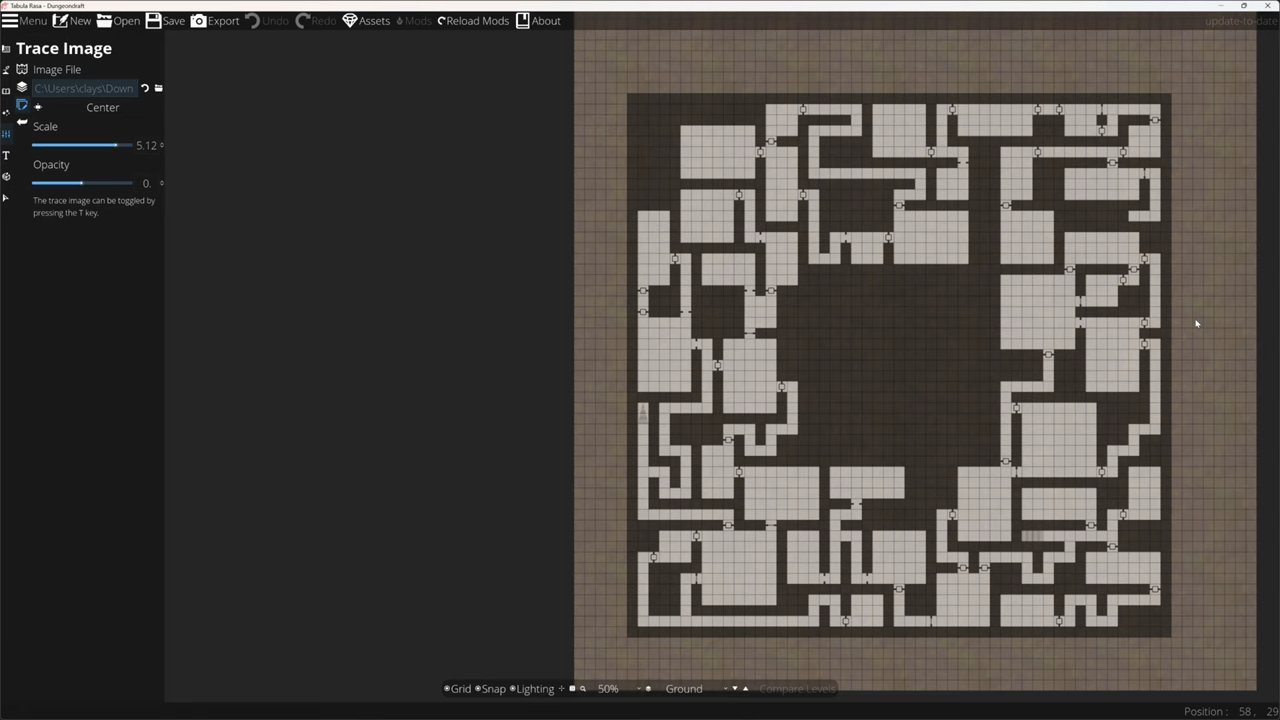 Tabula Rasa - Dungeondraft
Menu New Open Save Export Undo Redo Assets Mods Reload Mods About update-to-date
Trace Image
Image File
C:\Users\clays\Down
Center
Scale
5.12
Opacity
0.
The trace image can be toggled by
pressing the T key.
Grid Snap Lighting 50% Ground Compare Levels
Position : 58, 29